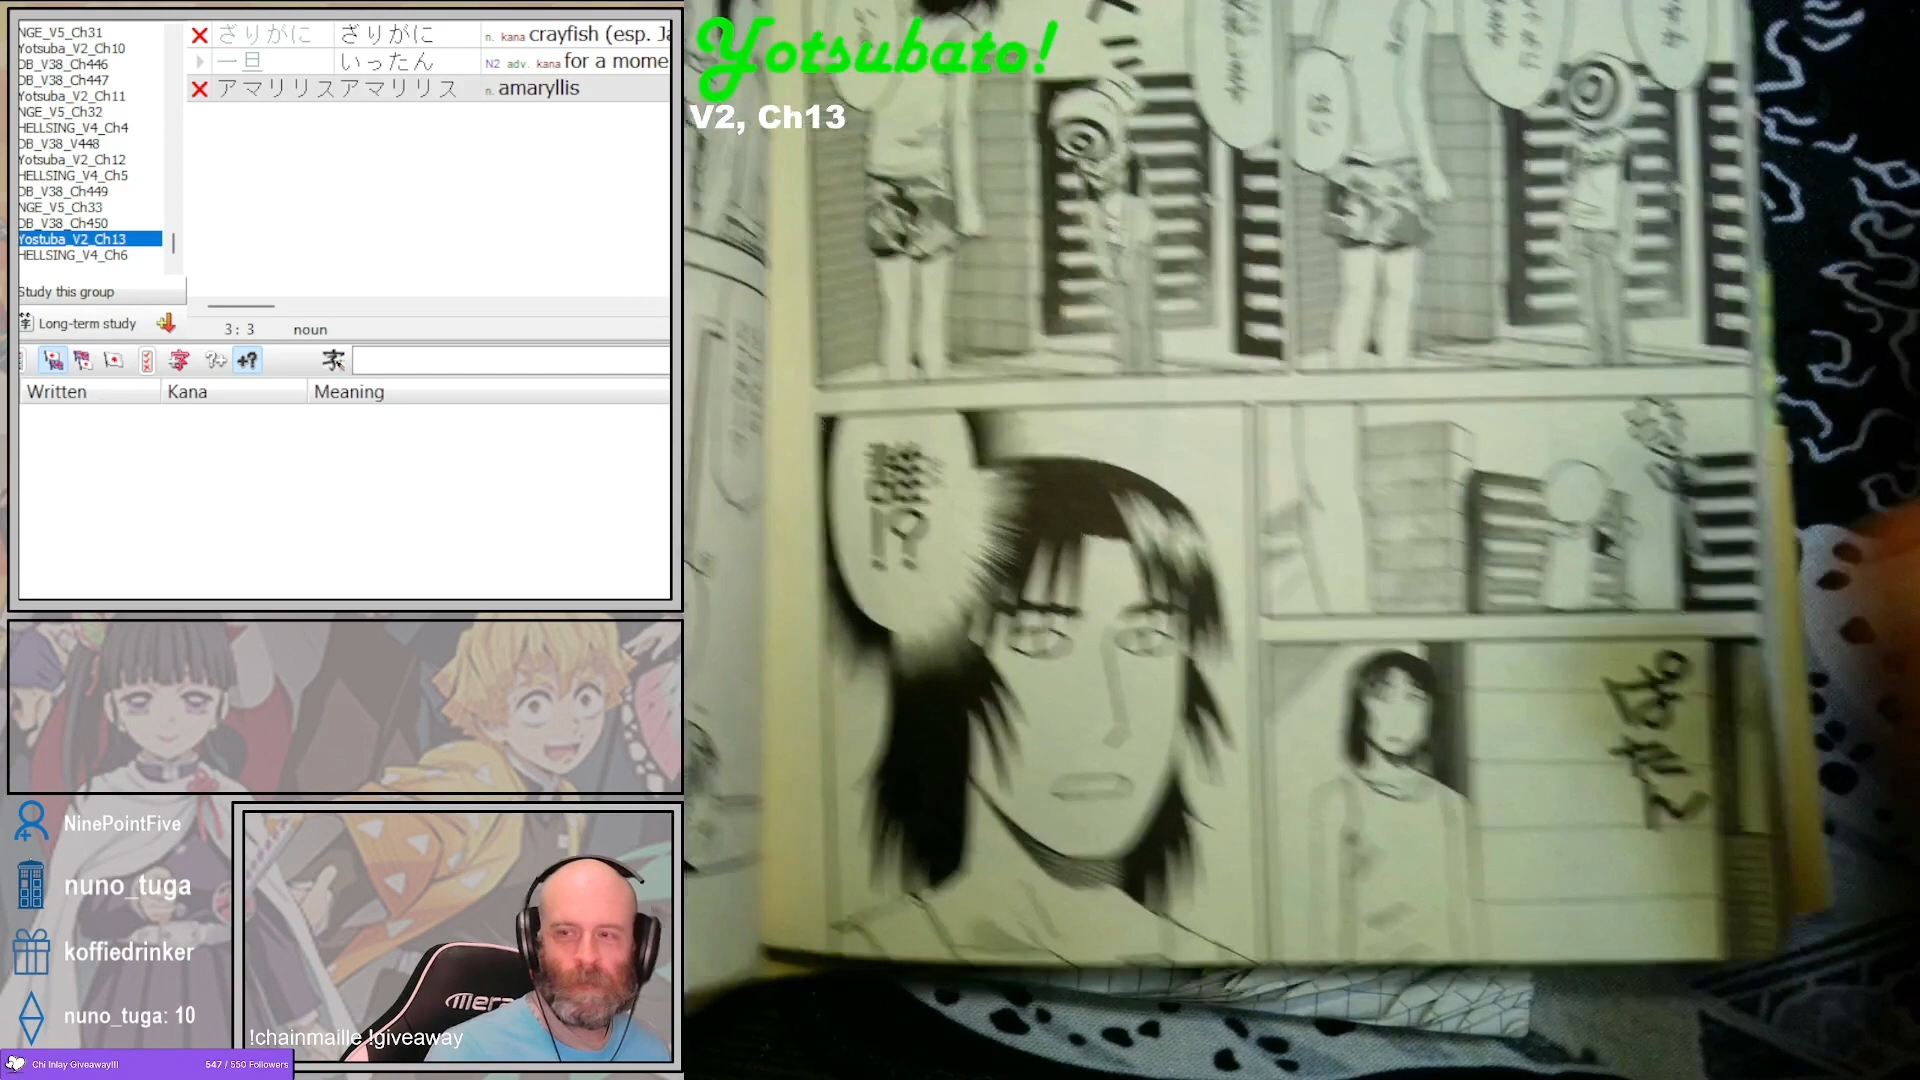 NGE_V5_Ch31
Yotsuba_V2_Ch10
DB_V38_Ch446
DB_V38_Ch447
Yotsuba_V2_Ch11
NGE_V5_Ch32
HELLSING_V4_Ch4
DB_V38_V448
Yotsuba_V2_Ch12
HELLSING_V4_Ch5
DB_V38_Ch449
NGE_V5_Ch33
DB_V38_Ch450
Yostuba_V2_Ch13
HELLSING_V4_Ch6
Study this group
Long-term study
ざりがに ざりがに n. kana crayfish (esp. Ja
一旦 いったん N2 adv. kana for a mome
アマリリス アマリリス n. amaryllis
3: 3 noun
Written Kana Meaning
Yotsubato!
V2, Ch13
NinePointFive
nuno_tuga
koffiedrinker
nuno_tuga: 10
!chainmaille !giveaway
Chi Inlay Giveaway!!! 547 / 550 Followers